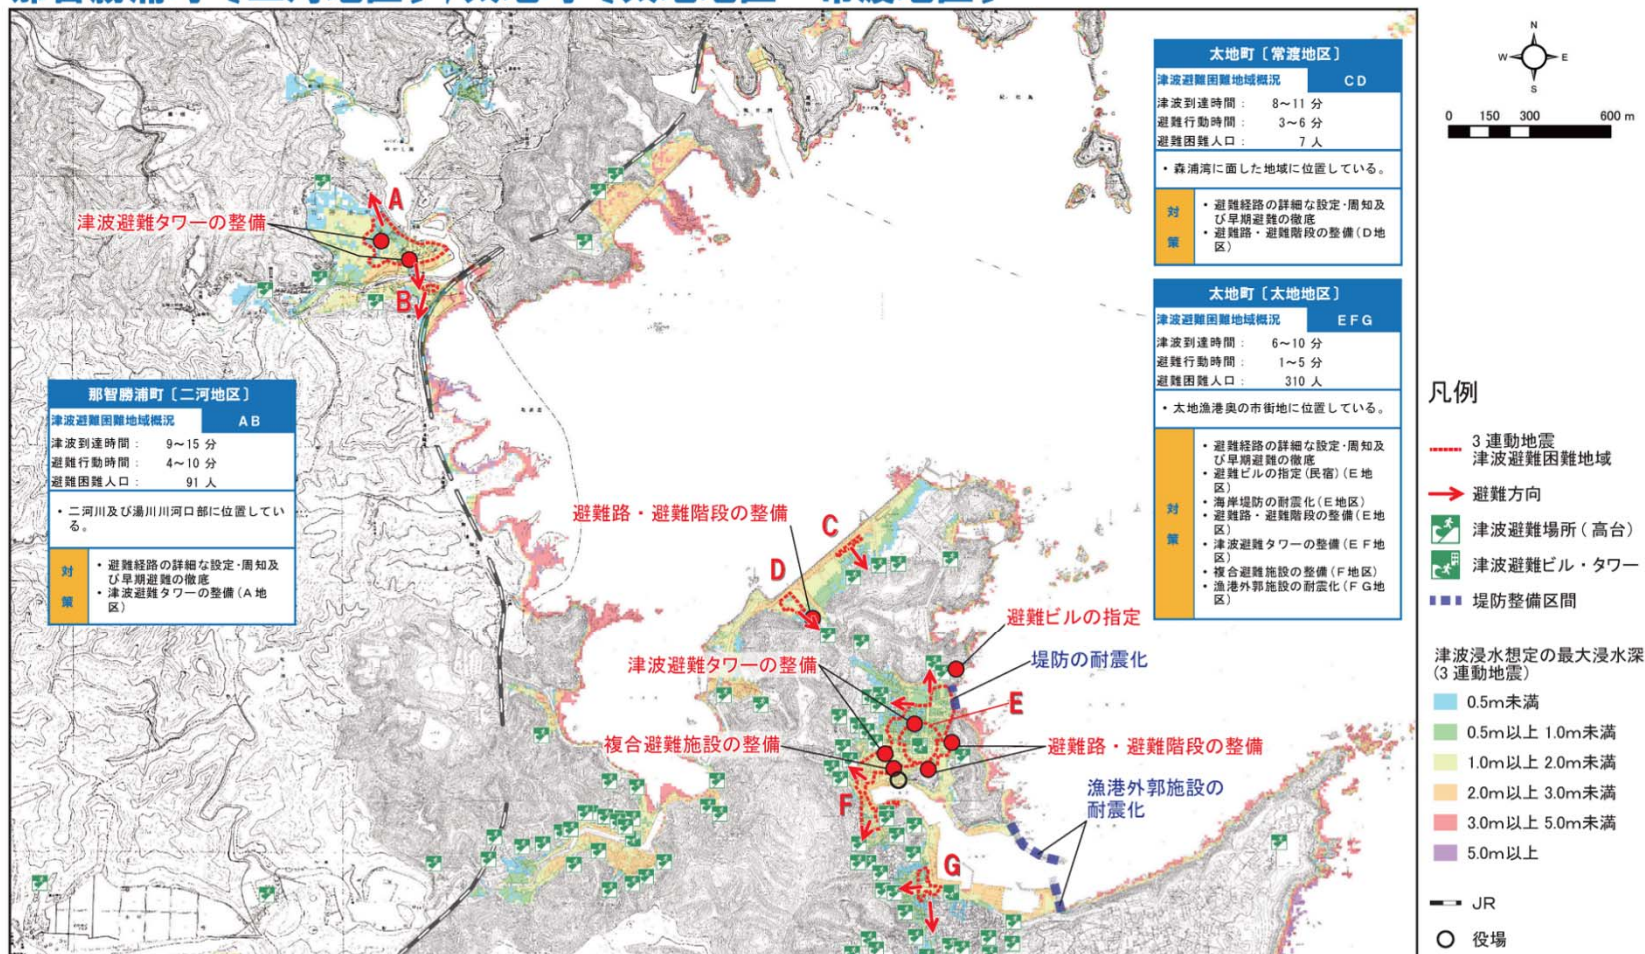 那智勝浦町〔二河地区〕/太地町〔太地地区・常渡地区〕
太地町〔常渡地区〕
津波避難困難地域概況 CD
津波到達時間: 8~11 分
避難行動時間: 3~6 分
避難困難人口: 7 人
・森浦湾に面した地域に位置している。
対
策
・避難経路の詳細な設定・周知及
び早期避難の徹底
・避難路・避難階段の整備(D地
区)
太地町〔太地地区〕
津波避難困難地域概況 EFG
津波到達時間: 6~10 分
避難行動時間: 1~5 分
避難困難人口: 310 人
・太地漁港奥の市街地に位置している。
対
策
・避難経路の詳細な設定・周知及
び早期避難の徹底
・避難ビルの指定(民宿)(E地
区)
・海岸堤防の耐震化(E地区)
・避難路・避難階段の整備(E地
区)
・津波避難タワーの整備(EF地
区)
・複合避難施設の整備(F地区)
・漁港外郭施設の耐震化(FG地
区)
那智勝浦町〔二河地区〕
津波避難困難地域概況 AB
津波到達時間: 9~15 分
避難行動時間: 4~10 分
避難困難人口: 91 人
・二河川及び湯川川河口部に位置してい
る。
対
策
・避難経路の詳細な設定・周知及
び早期避難の徹底
・津波避難タワーの整備(A地
区)
津波避難タワーの整備
A
B
避難路・避難階段の整備
C
D
避難ビルの指定
堤防の耐震化
津波避難タワーの整備
E
複合避難施設の整備
避難路・避難階段の整備
F
漁港外郭施設の
耐震化
G
N
W
E
S
0 150 300 600 m
凡例
3連動地震
津波避難困難地域
避難方向
津波避難場所(高台)
津波避難ビル・タワー
堤防整備区間
津波浸水想定の最大浸水深
(3連動地震)
0.5m未満
0.5m以上 1.0m未満
1.0m以上 2.0m未満
2.0m以上 3.0m未満
3.0m以上 5.0m未満
5.0m以上
JR
役場